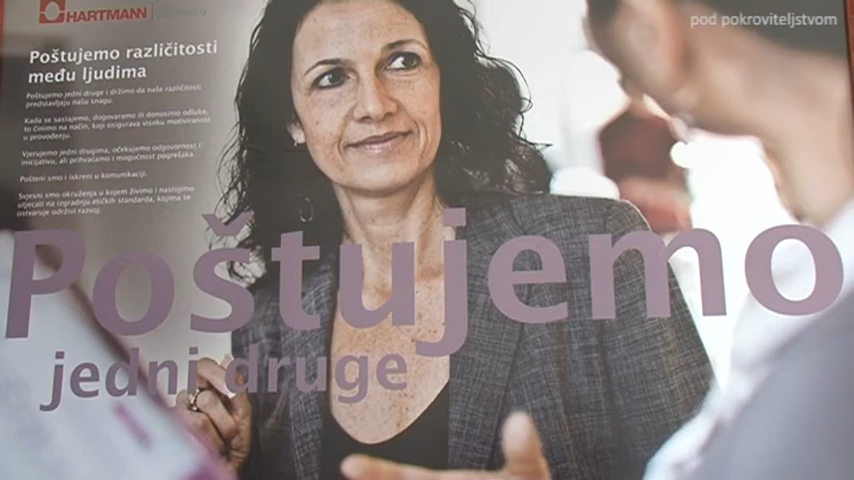 HARTMANN
pod pokroviteljstvom
Poštujemo različitosti
među ljudima
Poštujemo jedni druge i držimo da naše različitosti
predstavljaju našu snagu.
Kada se sastajemo, dogovaramo ili donosimo odluke,
to činimo na način, koji osigurava visoku motiviranost
u provođenju.
Vjerujemo jedni drugima, očekujemo odgovornost i
inicijativu, ali prihvaćamo i mogućnost pogrešaka.
Pošteni smo i iskreni u komunikaciji.
Svjesni smo okruženja u kojem živimo i nastojimo
utjecati na izgradnju etičkih standarda, kojima se
ostvaruje održivi razvoj.
Poštujemo
jedni druge